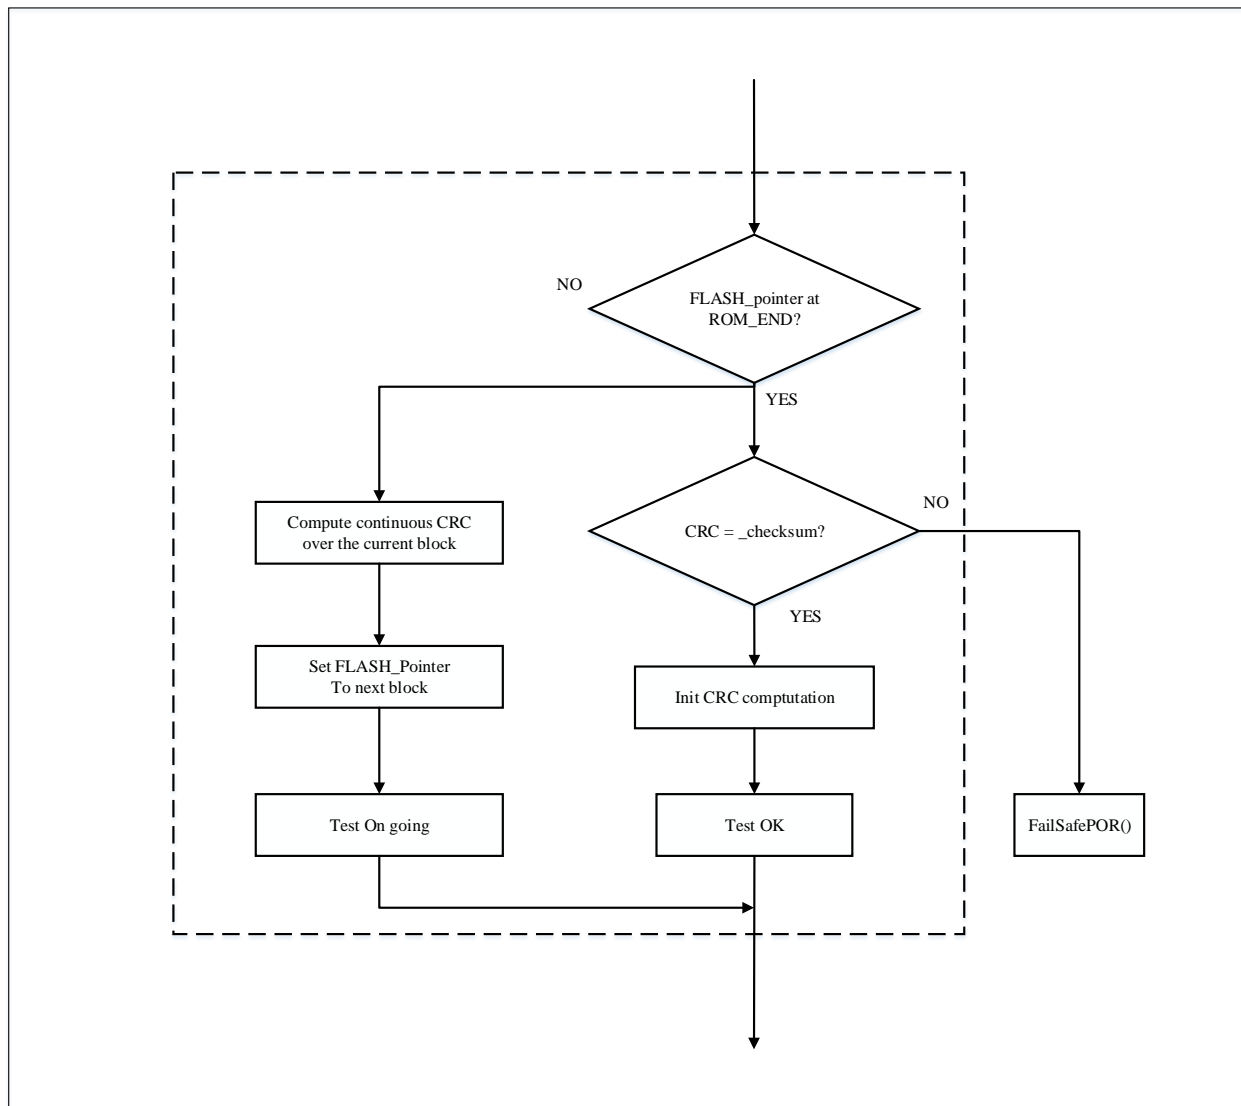 NO
FLASH_pointer at
ROM_END?
YES
Compute continuous CRC
over the current block
CRC = _checksum?
NO
YES
Set FLASH_Pointer
To next block
Init CRC comptutation
Test On going
Test OK
FailSafePOR()